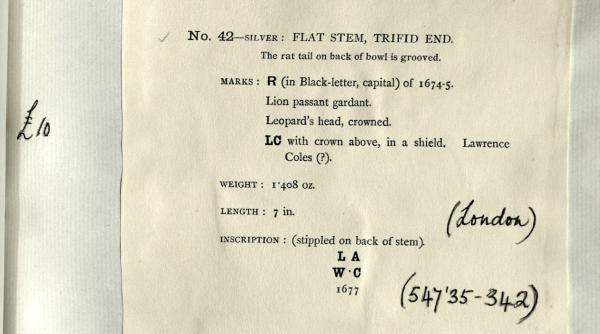 No. 42—SILVER: FLAT STEM, TRIFID END.
The rat tail on back of bowl is grooved.
MARKS: R (in Black-letter, capital) of 1674-5.
Lion passant gardant.
Leopard's head, crowned.
LC with crown above, in a shield. Lawrence
Coles (?).
£10
WEIGHT: 1·408 oz.
LENGTH: 7 in.
(London)
INSCRIPTION: (stippled on back of stem).
L A
W·C
1677
(547'35-342)